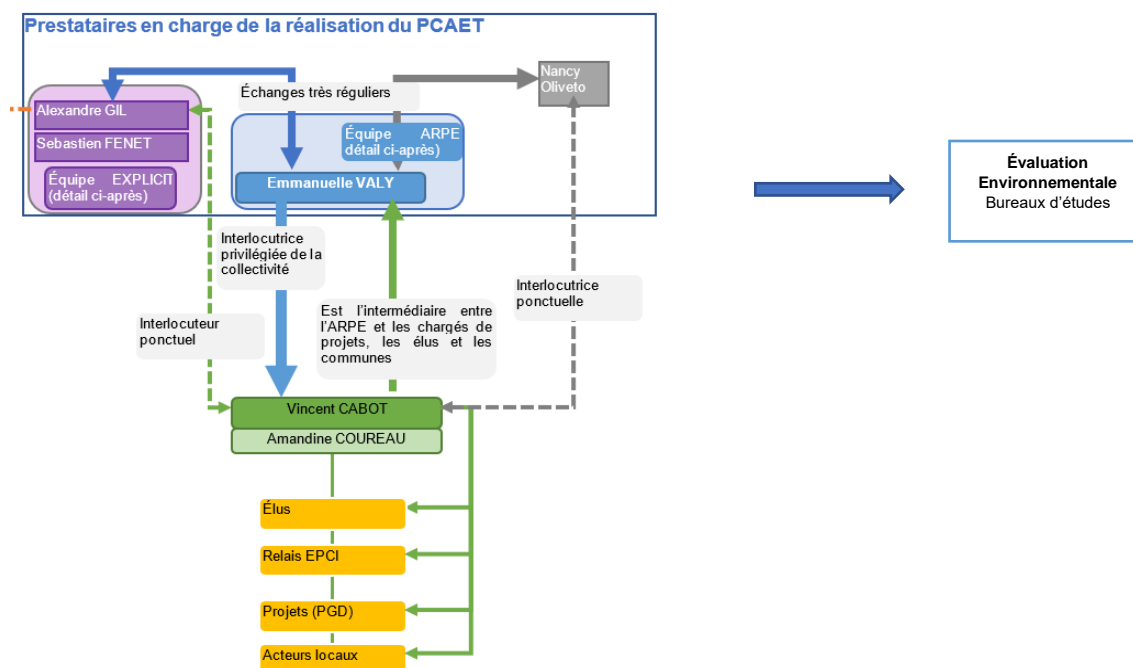 Prestataires en charge de la réalisation du PCAET
Nancy
Oliveto
Échanges très réguliers
Alexandre GIL
Sebastien FENET
Équipe EXPLICIT
(détail ci-après)
Équipe ARPE
détail ci-après)
Emmanuelle VALY
Évaluation
Environnementale
Bureaux d’études
Interlocutrice
privilégiée de la
collectivité
Interlocutrice
ponctuelle
Est l’intermédiaire entre
l’ARPE et les chargés de
projets, les élus et les
communes
Interlocuteur
ponctuel
Vincent CABOT
Amandine COUREAU
Élus
Relais EPCI
Projets (PGD)
Acteurs locaux